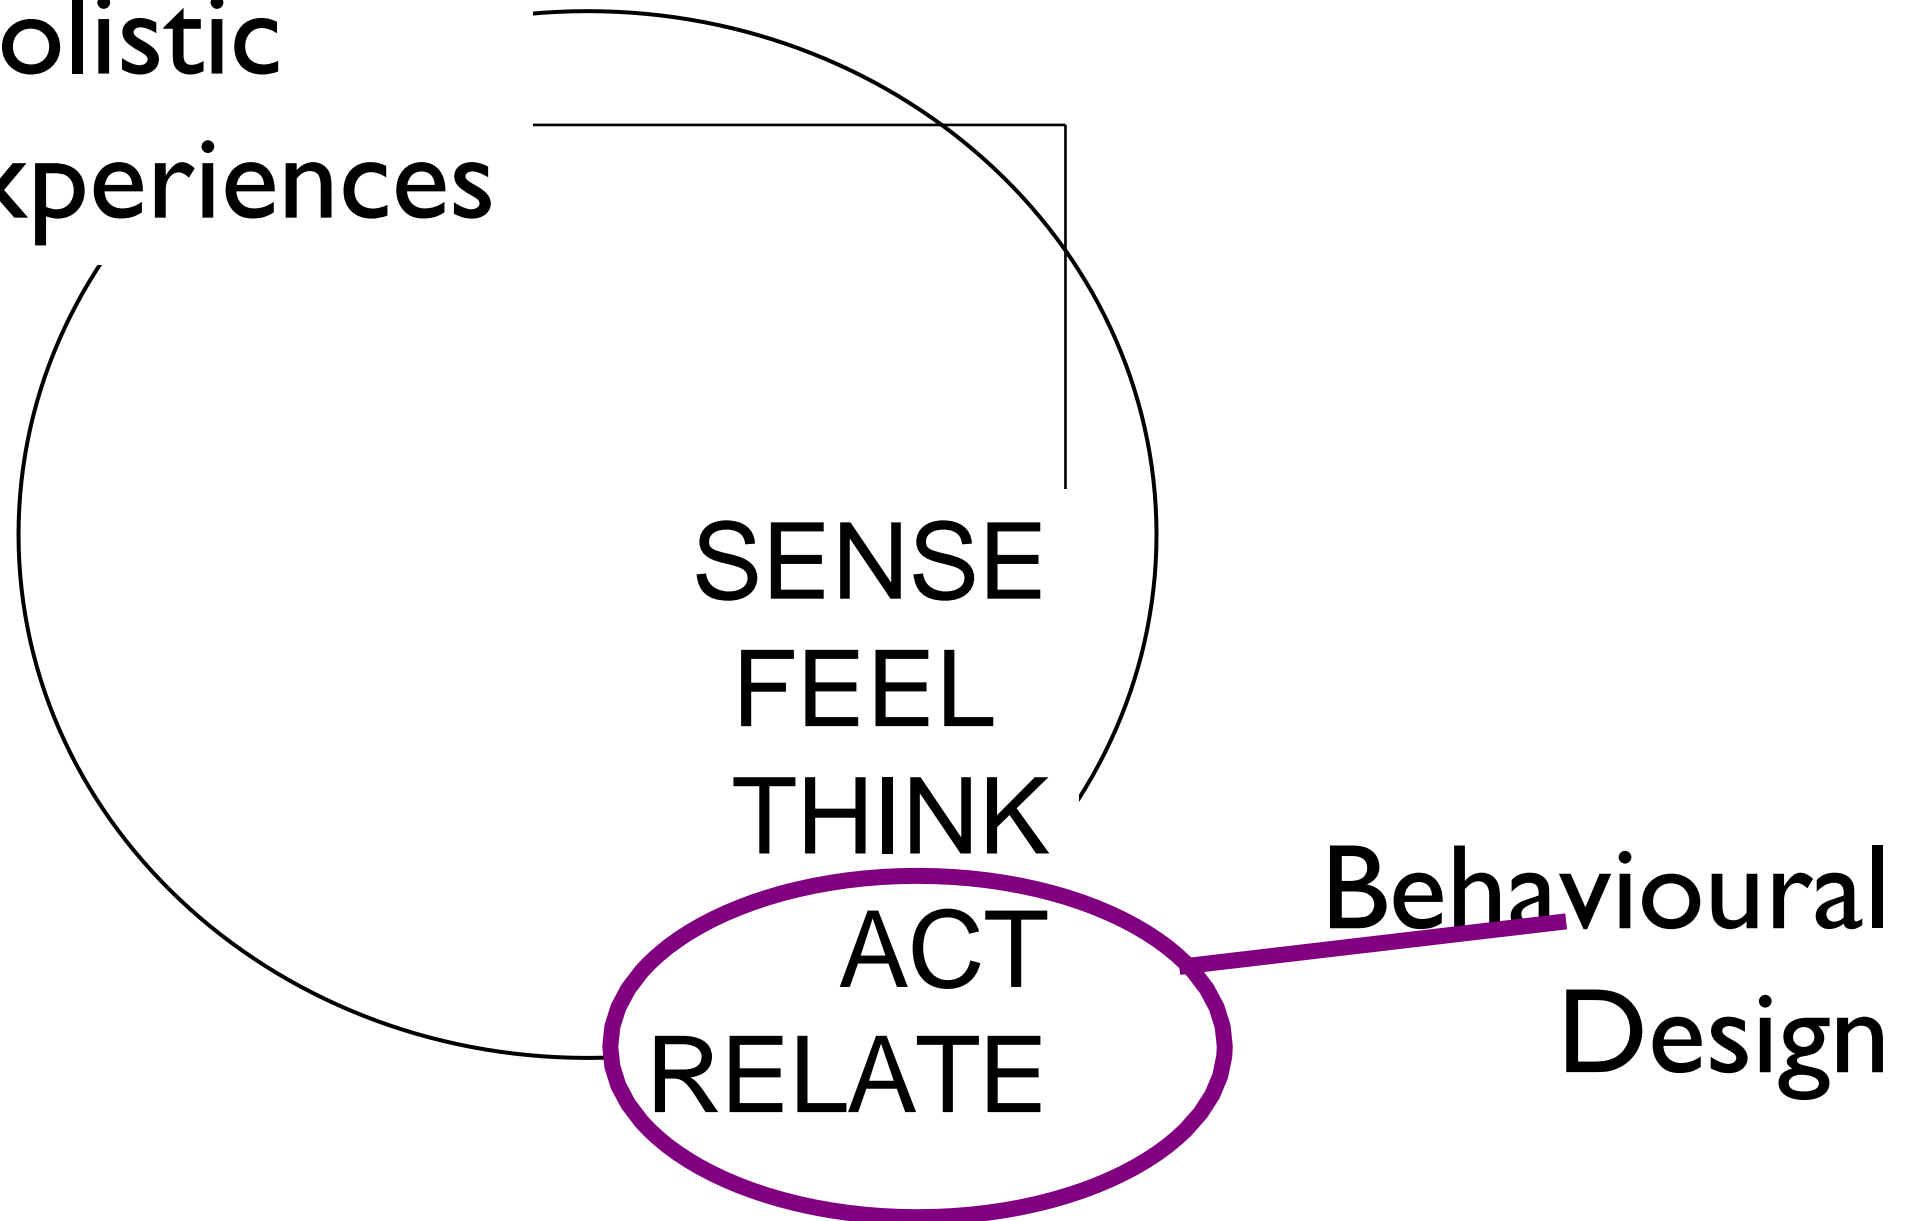 olistic
xperiences
SENSE
FEEL
THINK
ACT
RELATE
Behavioural
Design